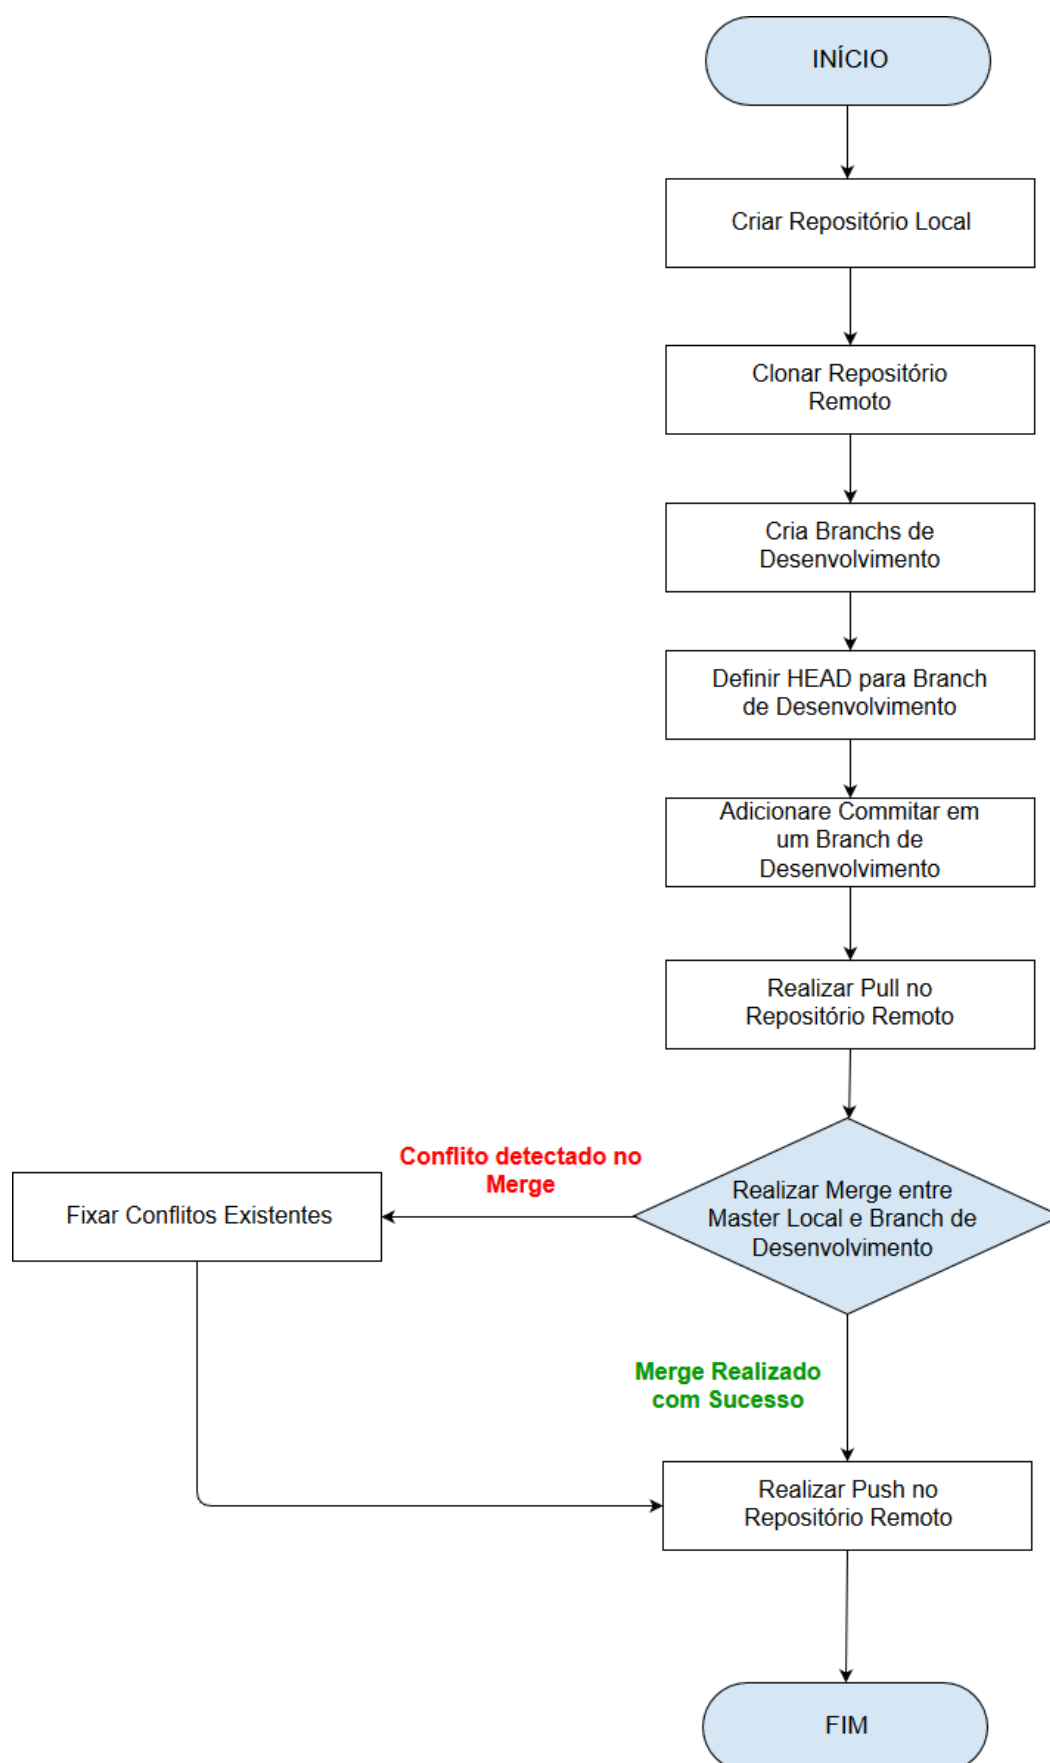 INÍCIO
Criar Repositório Local
Clonar Repositório
Remoto
Cria Branchs de
Desenvolvimento
Definir HEAD para Branch
de Desenvolvimento
Adicionare Commitar em
um Branch de
Desenvolvimento
Realizar Pull no
Repositório Remoto
Realizar Merge entre
Master Local e Branch de
Desenvolvimento
Conflito detectado no
Merge
Fixar Conflitos Existentes
Merge Realizado
com Sucesso
Realizar Push no
Repositório Remoto
FIM